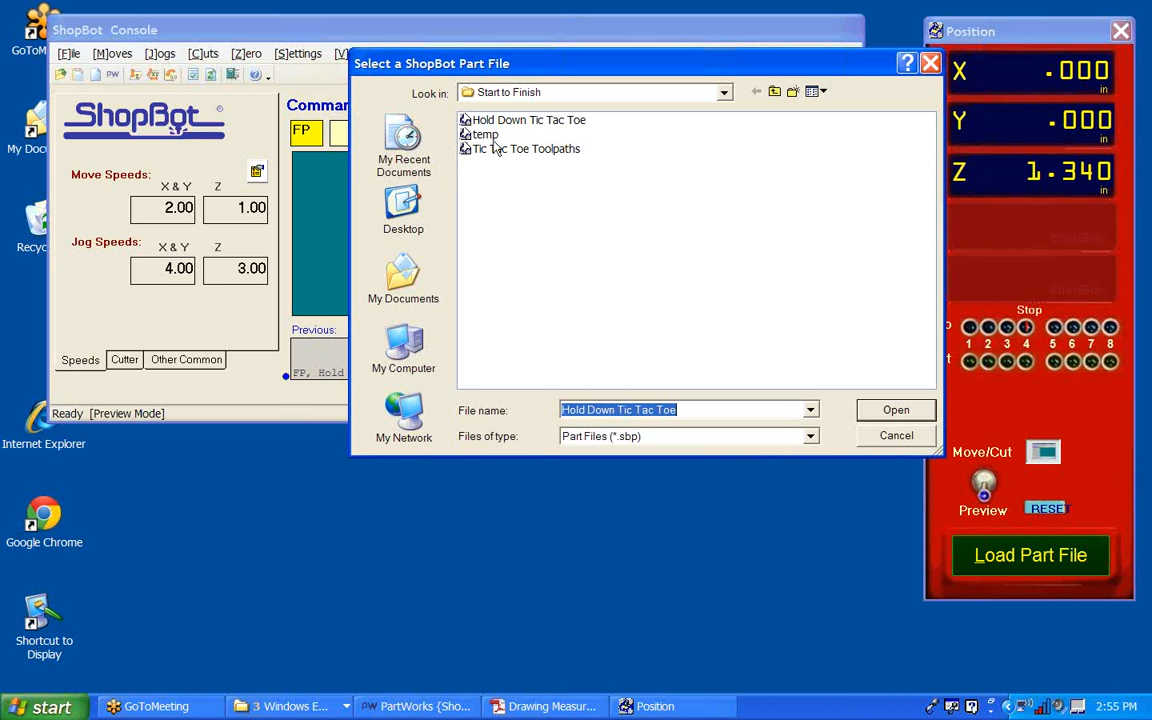 GoToM
My Docu
Recyc
Internet Explorer
Google Chrome
Shortcut to
Display
ShopBot Console
[F]ile [M]oves [J]ogs [C]uts [Z]ero [S]ettings [V]
PW
ShopBot
Move Speeds:
X & Y Z
2.00 1.00
Jog Speeds:
X & Y Z
4.00 3.00
Speeds Cutter Other Common
Comman
FP
Previous:
FP, Hold
Ready [Preview Mode]
Select a ShopBot Part File
Look in: Start to Finish
My Recent
Documents
Desktop
My Documents
My Computer
My Network
Hold Down Tic Tac Toe
temp
Tic Tac Toe Toolpaths
File name: Hold Down Tic Tac Toe Open
Files of type: Part Files (*.sbp) Cancel
Position
X .000 in
Y .000 in
Z 1.340 in
Stop
1 2 3 4 5 6 7 8
Move/Cut
Preview RESET
Load Part File
start GoToMeeting 3 Windows E... PartWorks {Sho... Drawing Measur... Position 2:55 PM